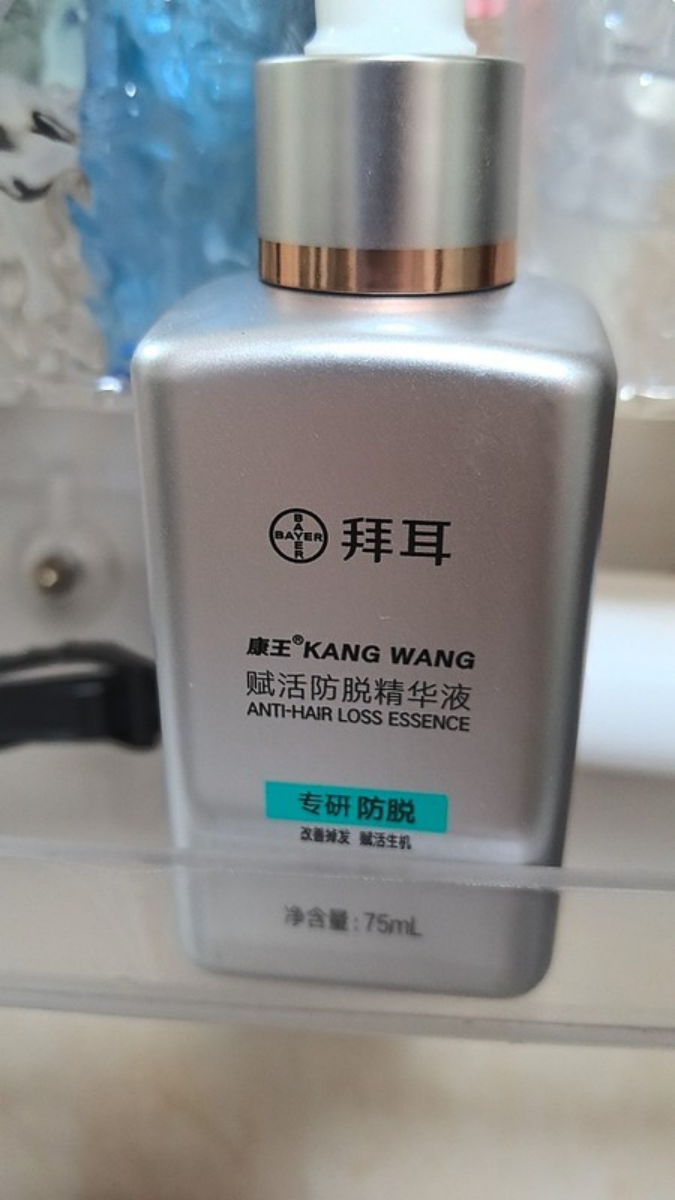 BAYER BAYER 拜耳
康王®KANG WANG
赋活防脱精华液
ANTI-HAIR LOSS ESSENCE
专研防脱
改善掉发 赋活生机
净含量:75mL